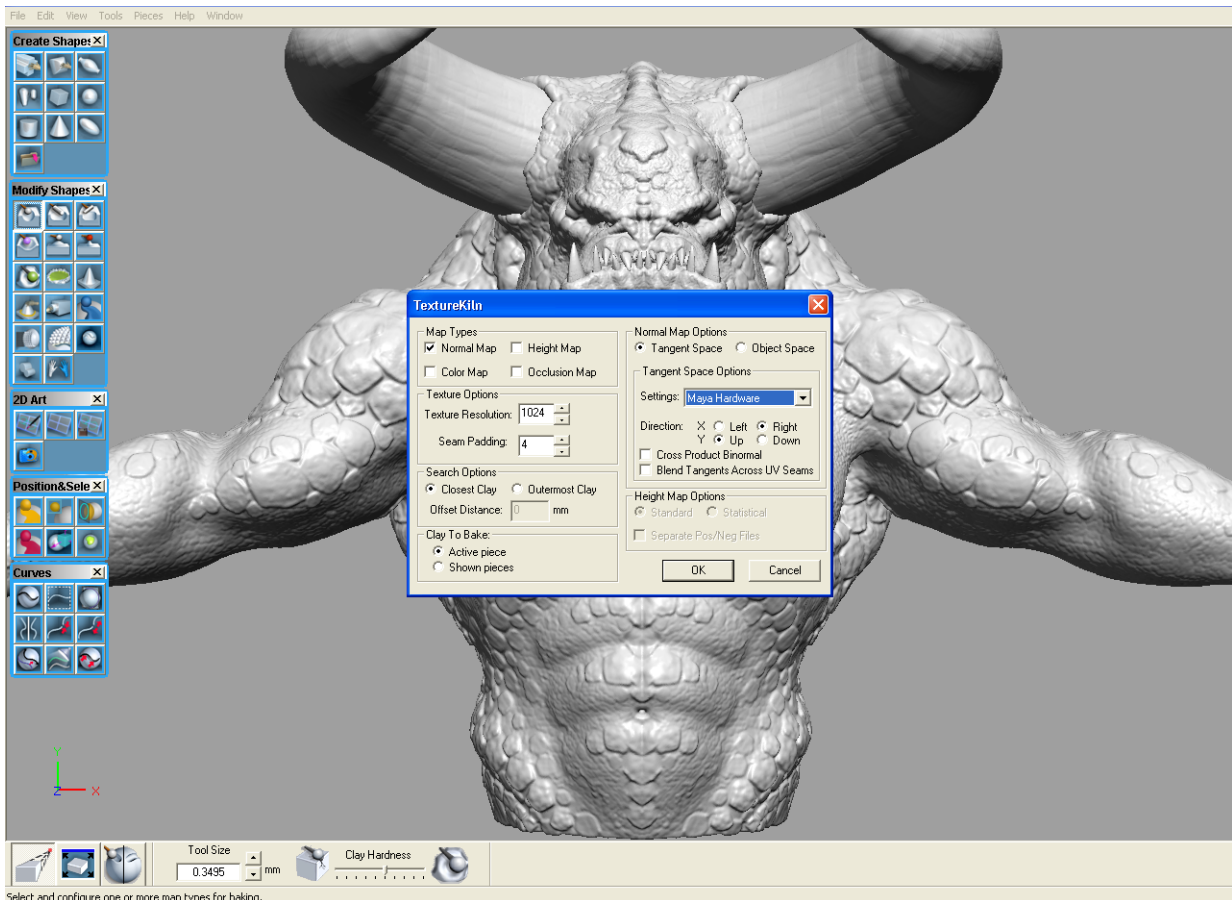 File Edit View Tools Pieces Help Window
Create Shapes
Modify Shapes
2D Art
Position&Sele
Curves
TextureKiln
Map Types
Normal Map Height Map
Color Map Occlusion Map
Texture Options
Texture Resolution: 1024
Seam Padding: 4
Search Options
Closest Clay Outermost Clay
Offset Distance: 0 mm
Clay To Bake:
Active piece
Shown pieces
Normal Map Options
Tangent Space Object Space
Tangent Space Options
Settings: Maya Hardware
Direction: X Left Right
Y Up Down
Cross Product Binormal
Blend Tangents Across UV Seams
Height Map Options
Standard Statistical
Separate Pos/Neg Files
OK Cancel
Y
Z X
Tool Size
0.3495 mm
Clay Hardness
Select and configure one or more map types for baking.